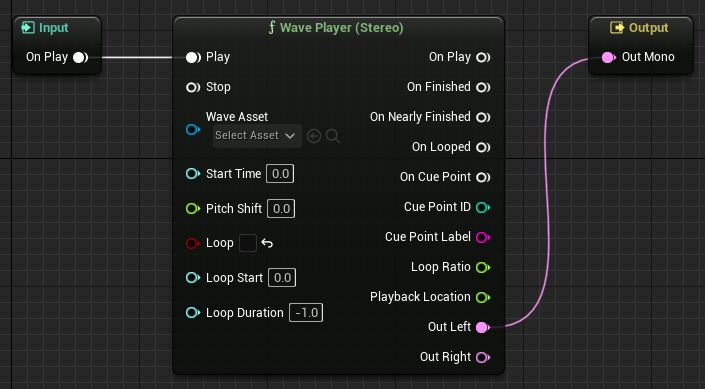 Input
On Play
Wave Player (Stereo)
Play
On Play
Stop
On Finished
Wave Asset
Select Asset
On Nearly Finished
On Looped
Start Time 0.0
On Cue Point
Pitch Shift 0.0
Cue Point ID
Loop
Cue Point Label
Loop Start 0.0
Loop Ratio
Playback Location
Loop Duration -1.0
Out Left
Out Right
Output
Out Mono